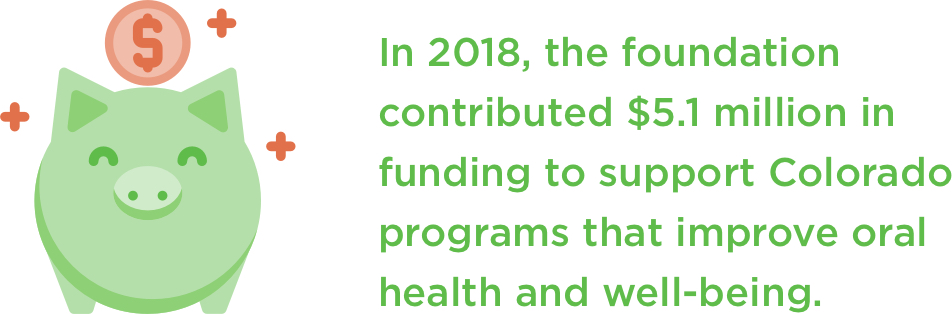 $
In 2018, the foundation
contributed $5.1 million in
funding to support Colorado
programs that improve oral
health and well-being.